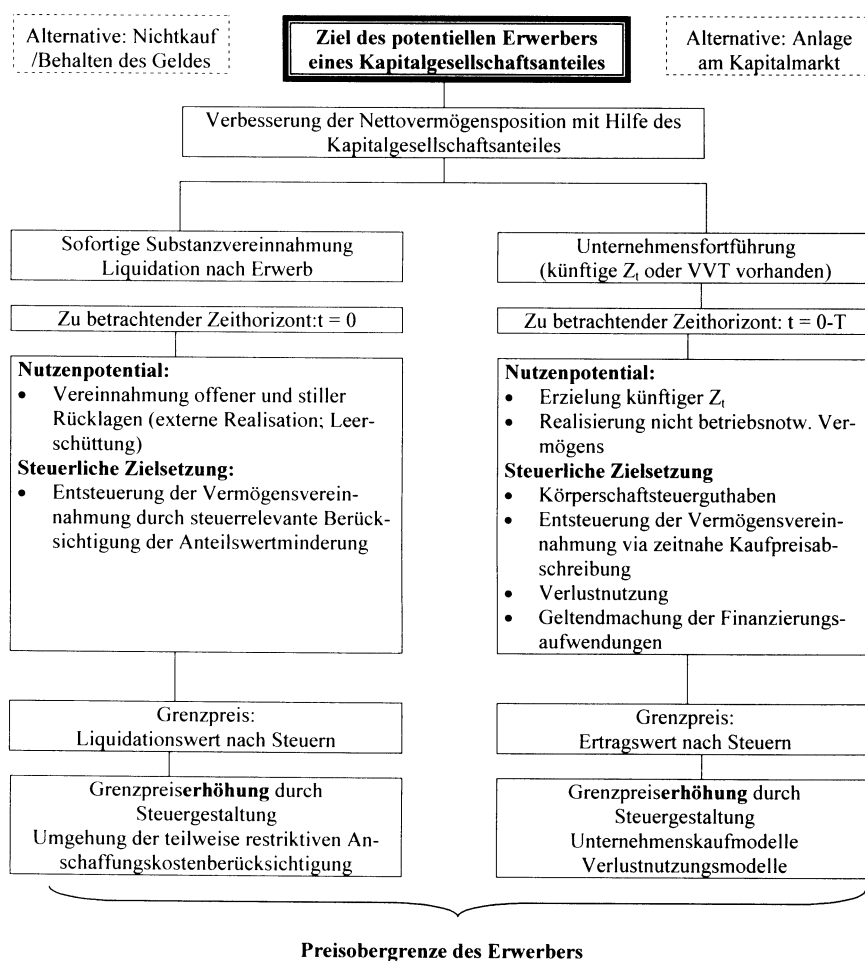 Alternative: Nichtkauf
/Behalten des Geldes
Ziel des potentiellen Erwerbers
eines Kapitalgesellschaftsanteiles
Alternative: Anlage
am Kapitalmarkt
Verbesserung der Nettovermögensposition mit Hilfe des
Kapitalgesellschaftsanteiles
Sofortige Substanzvereinnahmung
Liquidation nach Erwerb
Zu betrachtender Zeithorizont:t = 0
Nutzenpotential:
• Vereinnahmung offener und stiller
Rücklagen (externe Realisation; Leer-
schüttung)
Steuerliche Zielsetzung:
• Entsteuerung der Vermögensverein-
nahmung durch steuerrelevante Berück-
sichtigung der Anteilswertminderung
Grenzpreis:
Liquidationswert nach Steuern
Grenzpreiserhöhung durch
Steuergestaltung
Umgehung der teilweise restriktiven An-
schaffungskostenberücksichtigung
Unternehmensfortführung
(künftige Zt oder VVT vorhanden)
Zu betrachtender Zeithorizont: t = 0-T
Nutzenpotential:
• Erzielung künftiger Zt
• Realisierung nicht betriebsnotw. Ver-
mögens
Steuerliche Zielsetzung
• Körperschaftsteuerguthaben
• Entsteuerung der Vermögensverein-
nahmung via zeitnahe Kaufpreisab-
schreibung
• Verlustnutzung
• Geltendmachung der Finanzierungs-
aufwendungen
Grenzpreis:
Ertragswert nach Steuern
Grenzpreiserhöhung durch
Steuergestaltung
Unternehmenskaufmodelle
Verlustnutzungsmodelle
Preisobergrenze des Erwerbers